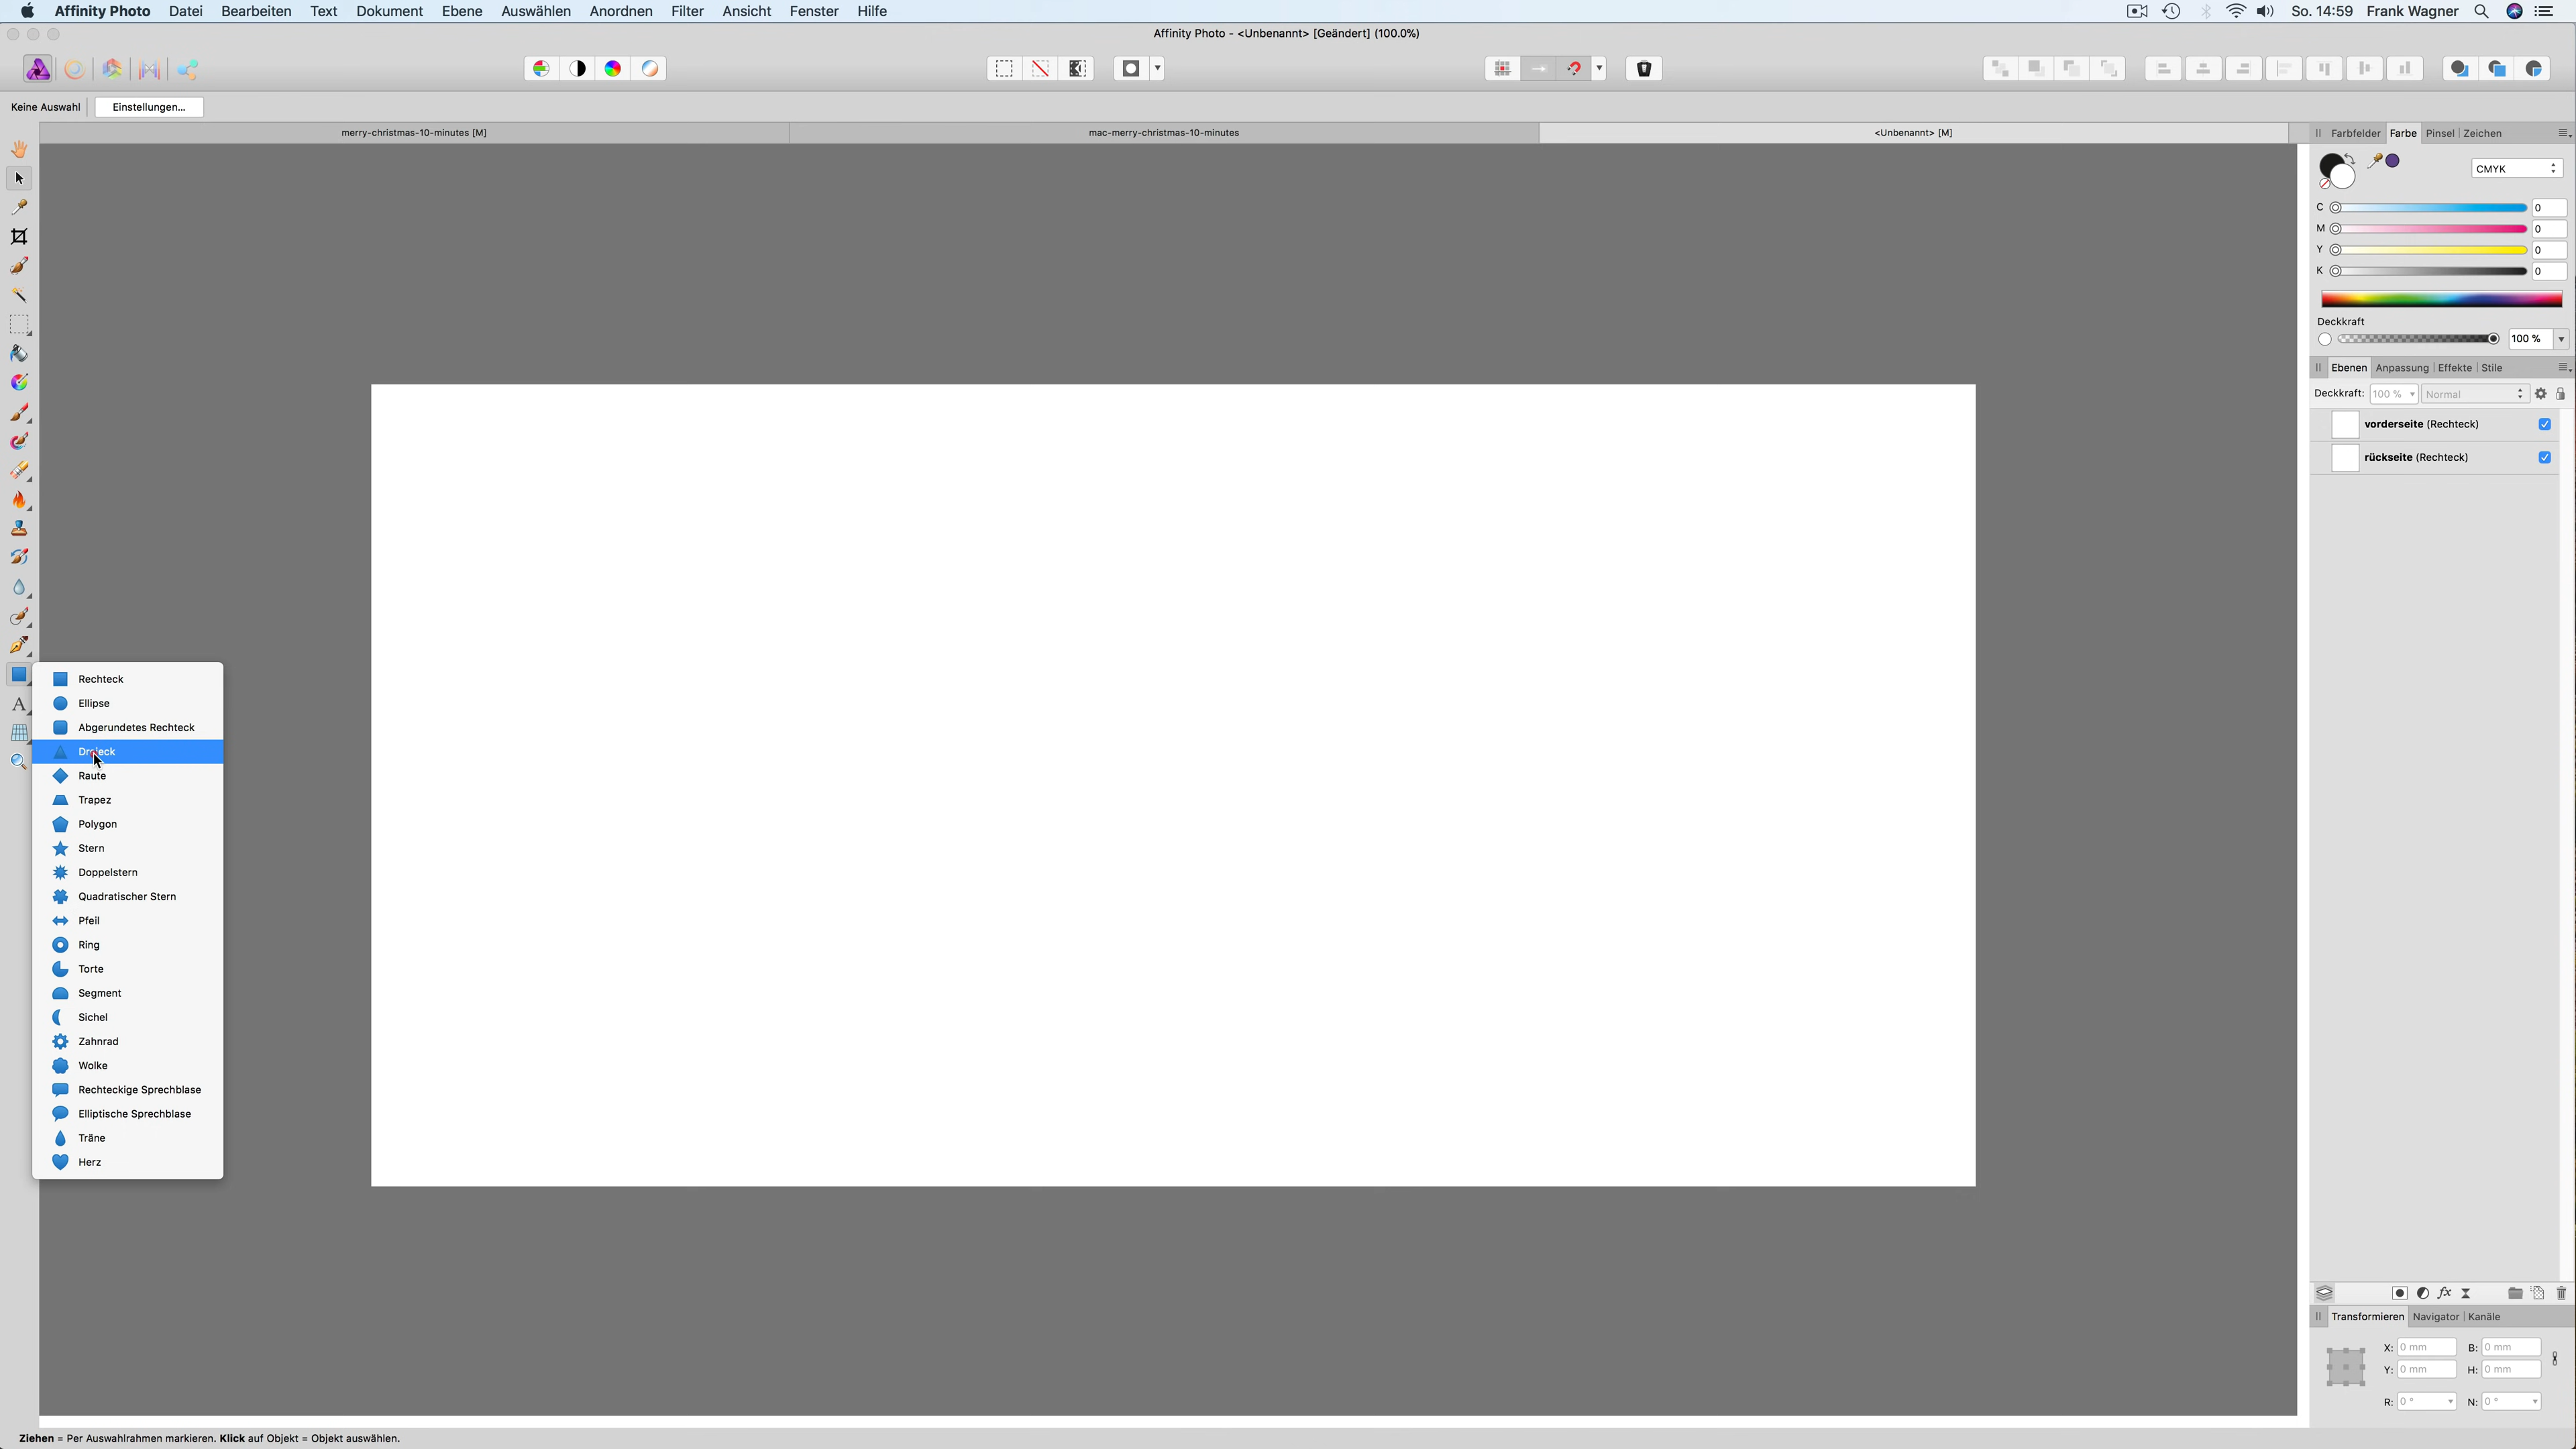 Affinity Photo Datei Bearbeiten Text Dokument Ebene Auswählen Anordnen Filter Ansicht Fenster Hilfe So. 14:59 Frank Wagner
Affinity Photo - <Unbenannt> [Geändert] (100.0%)
Keine Auswahl Einstellungen...
merry-christmas-10-minutes [M] mac-merry-christmas-10-minutes <Unbenannt> [M]
Farbfelder Farbe Pinsel Zeichen
CMYK
C 0
M 0
Y 0
K 0
Deckkraft
100 %
Ebenen Anpassung Effekte Stile
Deckkraft: 100 % Normal
vorderseite (Rechteck)
rückseite (Rechteck)
Rechteck
Ellipse
Abgerundetes Rechteck
Dreieck
Raute
Trapez
Polygon
Stern
Doppelstern
Quadratischer Stern
Pfeil
Ring
Torte
Segment
Sichel
Zahnrad
Wolke
Rechteckige Sprechblase
Elliptische Sprechblase
Träne
Herz
Transformieren Navigator Kanäle
X: 0 mm B: 0 mm
Y: 0 mm H: 0 mm
R: 0 ° N: 0 °
Ziehen = Per Auswahlrahmen markieren. Klick auf Objekt = Objekt auswählen.